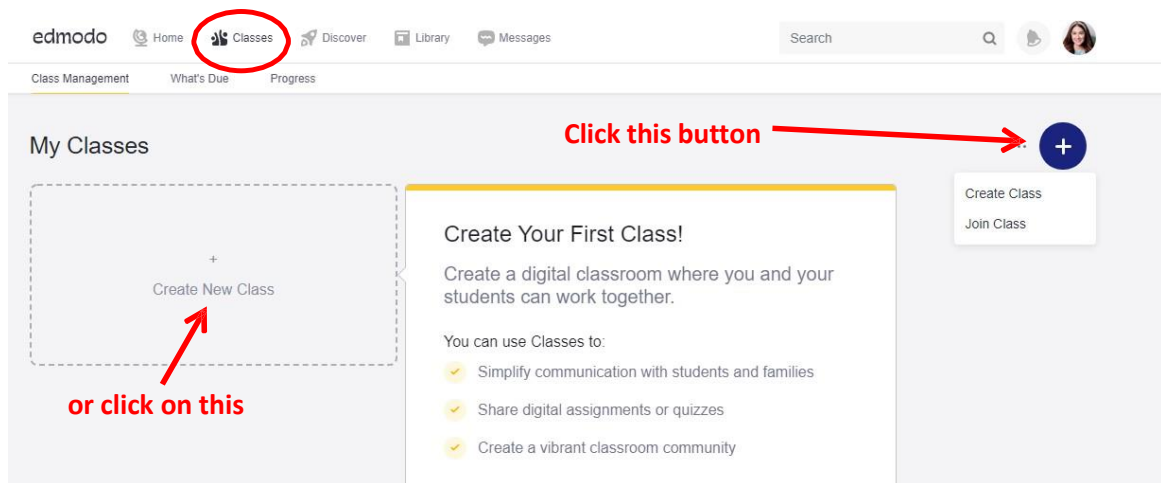 edmodo Home Classes Discover Library Messages Search
Class Management What's Due Progress
My Classes
Click this button
+
Create Class
Join Class
+
Create New Class
or click on this
Create Your First Class!
Create a digital classroom where you and your
students can work together.
You can use Classes to:
Simplify communication with students and families
Share digital assignments or quizzes
Create a vibrant classroom community